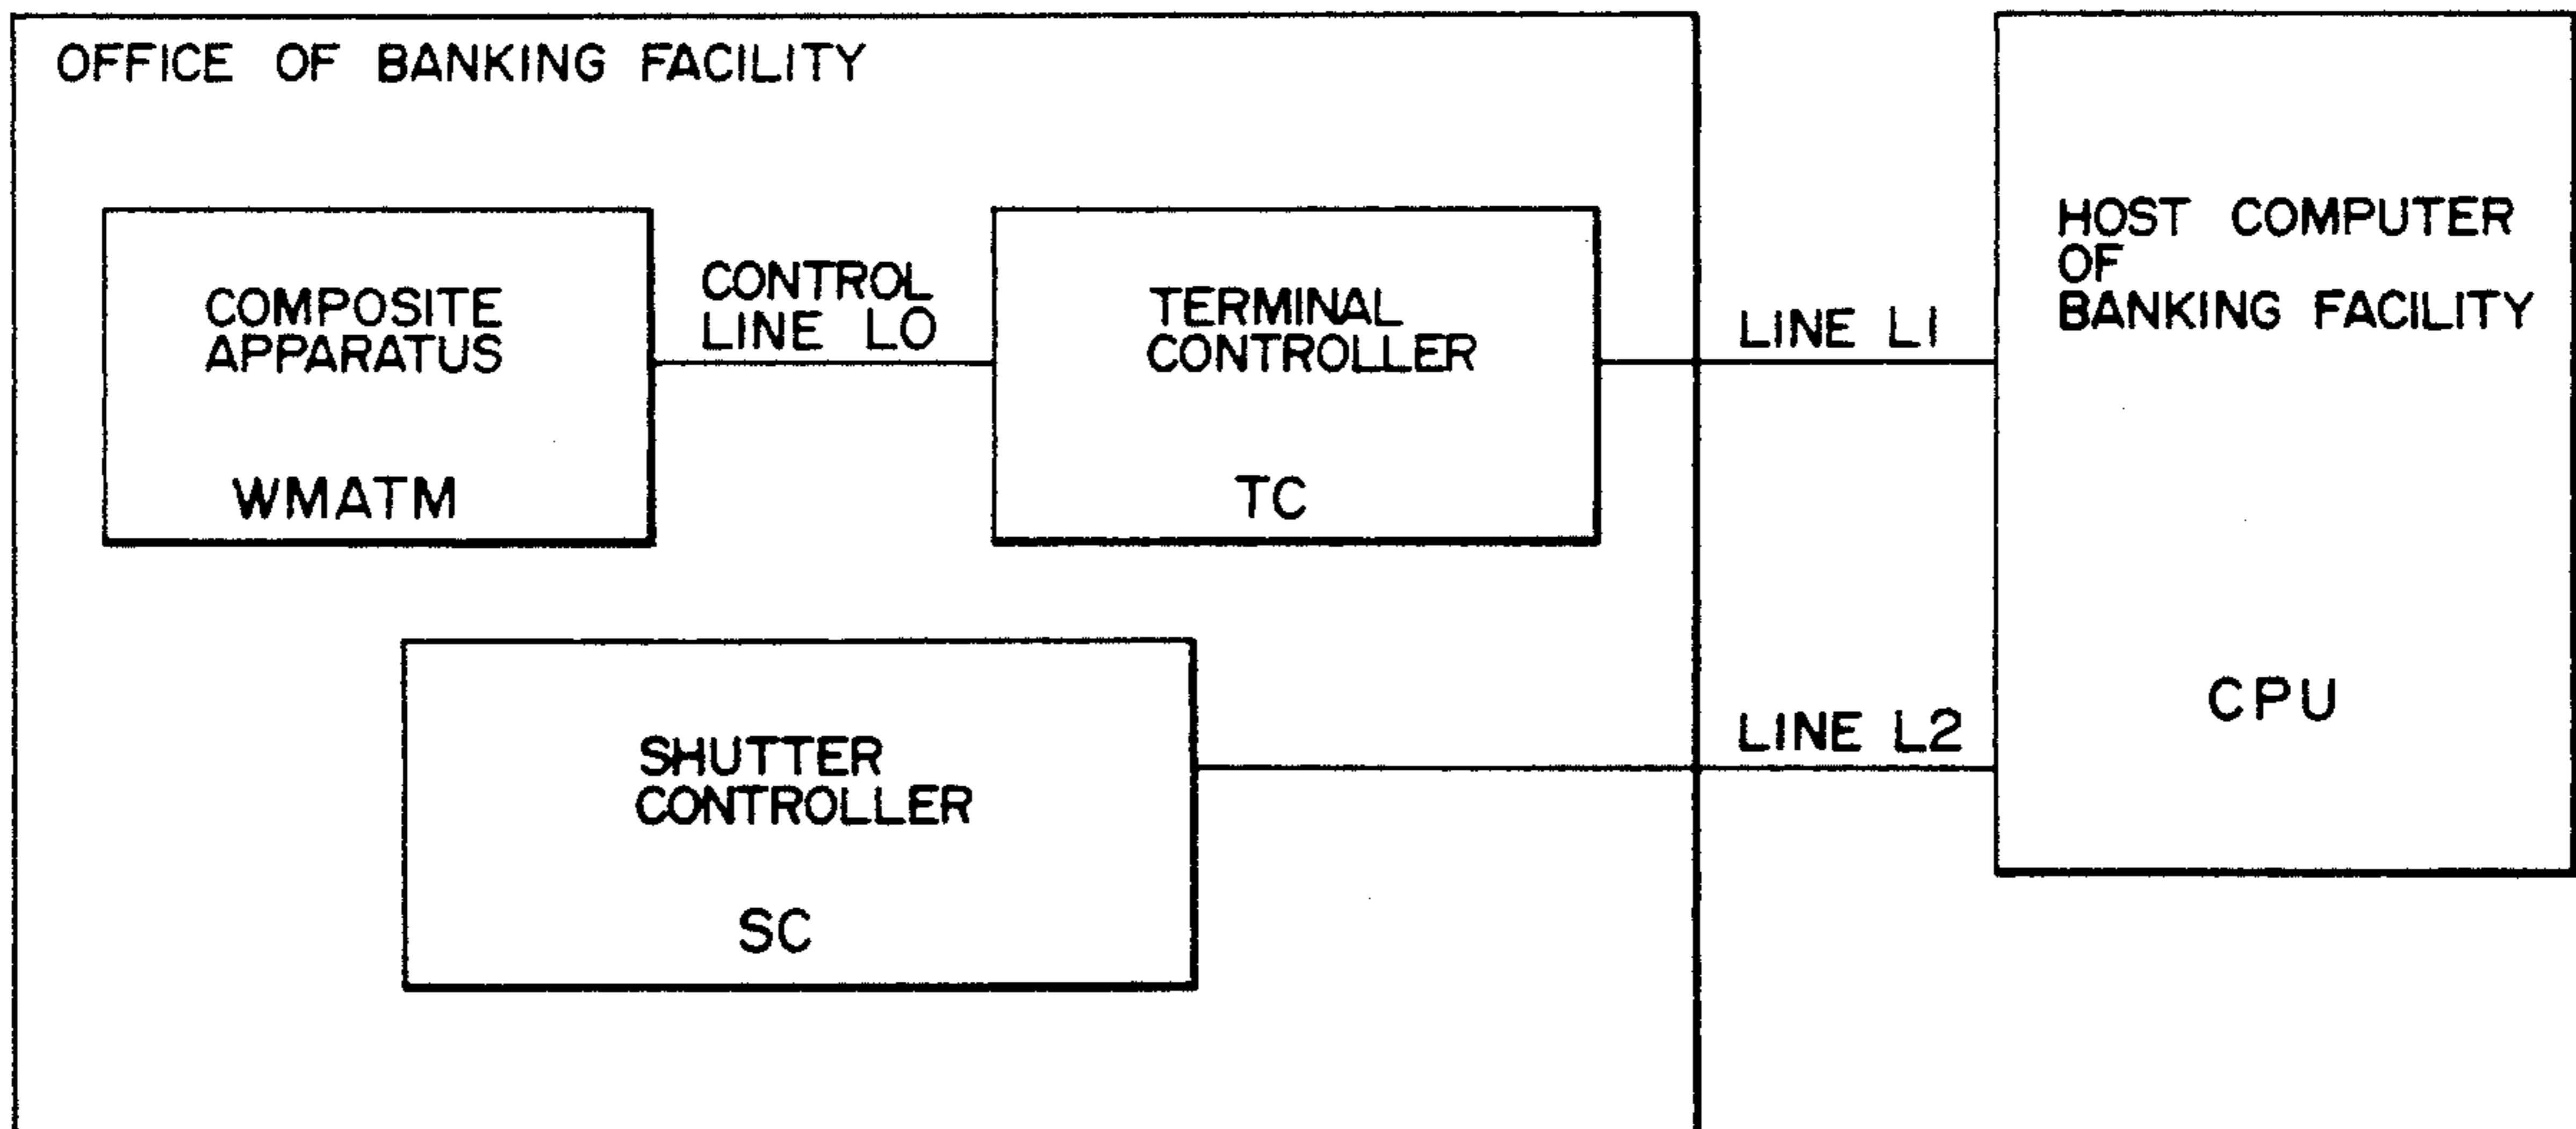 OFFICE OF BANKING FACILITY
COMPOSITE
APPARATUS
WMATM
CONTROL
LINE L0
TERMINAL
CONTROLLER
TC
LINE L1
HOST COMPUTER
OF
BANKING FACILITY
CPU
SHUTTER
CONTROLLER
SC
LINE L2